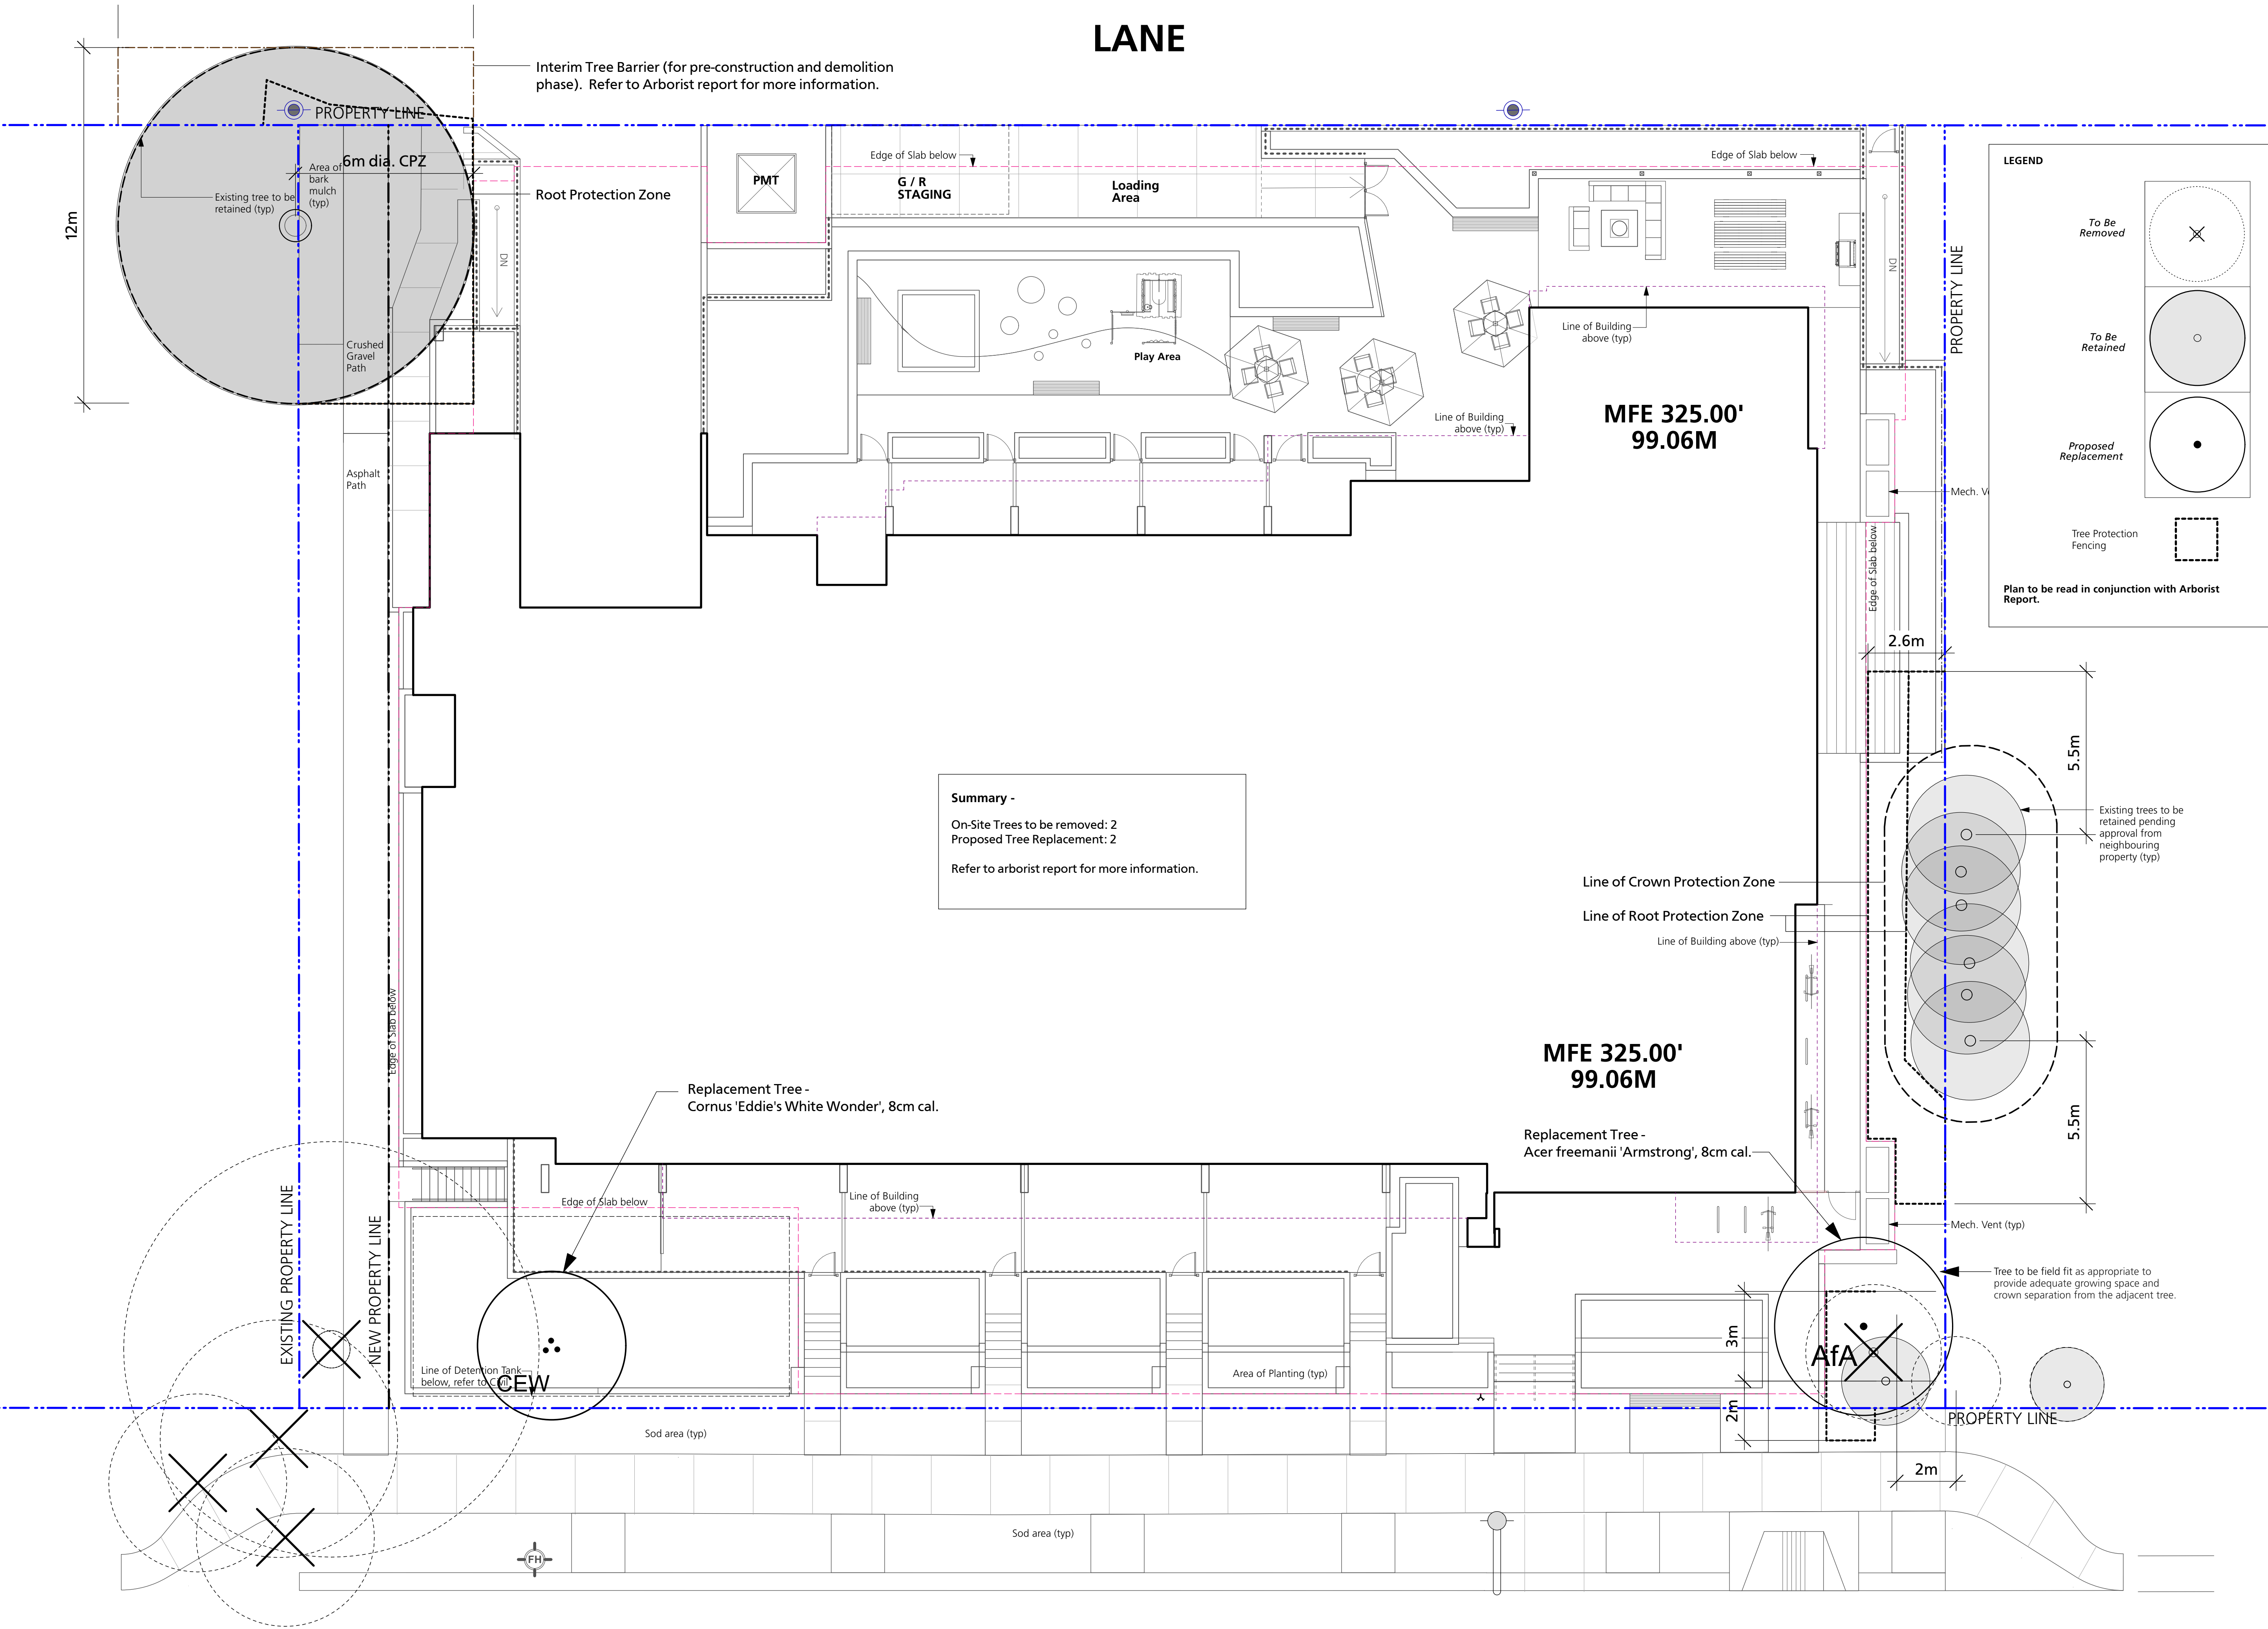 LANE
Interim Tree Barrier (for pre-construction and demolition
phase). Refer to Arborist report for more information.
PROPERTY LINE
12m
6m dia. CPZ
Area of
bark
mulch
(typ)
Existing tree to be
retained (typ)
Root Protection Zone
DN
Crushed
Gravel
Path
Asphalt
Path
PMT
Edge of Slab below
G / R
STAGING
Loading
Area
Play Area
Edge of Slab below
Line of Building
above (typ)
Line of Building
above (typ)
MFE 325.00'
99.06M
DN
PROPERTY LINE
LEGEND
To Be
Removed
To Be
Retained
Proposed
Replacement
Tree Protection
Fencing
Plan to be read in conjunction with Arborist
Report.
Mech.
Edge of Slab below
2.6m
5.5m
Existing trees to be
retained pending
approval from
neighbouring
property (typ)
Summary -
On-Site Trees to be removed: 2
Proposed Tree Replacement: 2
Refer to arborist report for more information.
Line of Crown Protection Zone
Line of Root Protection Zone
Line of Building above (typ)
Edge of Slab below
MFE 325.00'
99.06M
5.5m
Replacement Tree -
Cornus 'Eddie's White Wonder', 8cm cal.
Replacement Tree -
Acer freemanii 'Armstrong', 8cm cal.
EXISTING PROPERTY LINE
NEW PROPERTY LINE
Edge of Slab below
Line of Building
above (typ)
Mech. Vent (typ)
Tree to be field fit as appropriate to
provide adequate growing space and
crown separation from the adjacent tree.
Line of Detention Tank
below, refer to Civil
CEW
Area of Planting (typ)
3m
AfA
2m
PROPERTY LINE
Sod area (typ)
2m
Sod area (typ)
FH